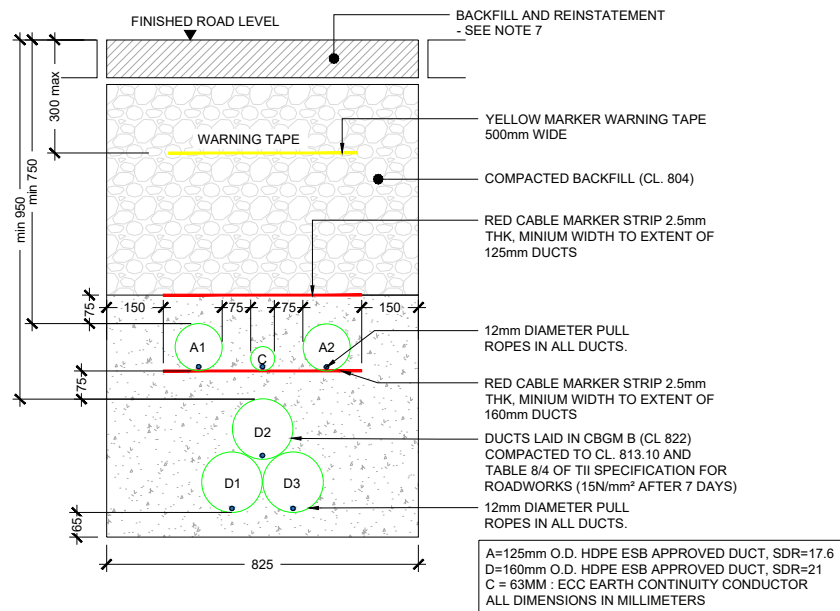 FINISHED ROAD LEVEL
BACKFILL AND REINSTATEMENT
- SEE NOTE 7
300 max
min 750
min 950
WARNING TAPE
YELLOW MARKER WARNING TAPE
500mm WIDE
COMPACTED BACKFILL (CL. 804)
RED CABLE MARKER STRIP 2.5mm
THK, MINIUM WIDTH TO EXTENT OF
125mm DUCTS
75
150
75
75
150
A1
C
A2
12mm DIAMETER PULL
ROPES IN ALL DUCTS.
75
RED CABLE MARKER STRIP 2.5mm
THK, MINIUM WIDTH TO EXTENT OF
160mm DUCTS
D2
D1
D3
DUCTS LAID IN CBGM B (CL 822)
COMPACTED TO CL. 813.10 AND
TABLE 8/4 OF TII SPECIFICATION FOR
ROADWORKS (15N/mm² AFTER 7 DAYS)
65
12mm DIAMETER PULL
ROPES IN ALL DUCTS.
825
A=125mm O.D. HDPE ESB APPROVED DUCT, SDR=17.6
D=160mm O.D. HDPE ESB APPROVED DUCT, SDR=21
C = 63MM : ECC EARTH CONTINUITY CONDUCTOR
ALL DIMENSIONS IN MILLIMETERS